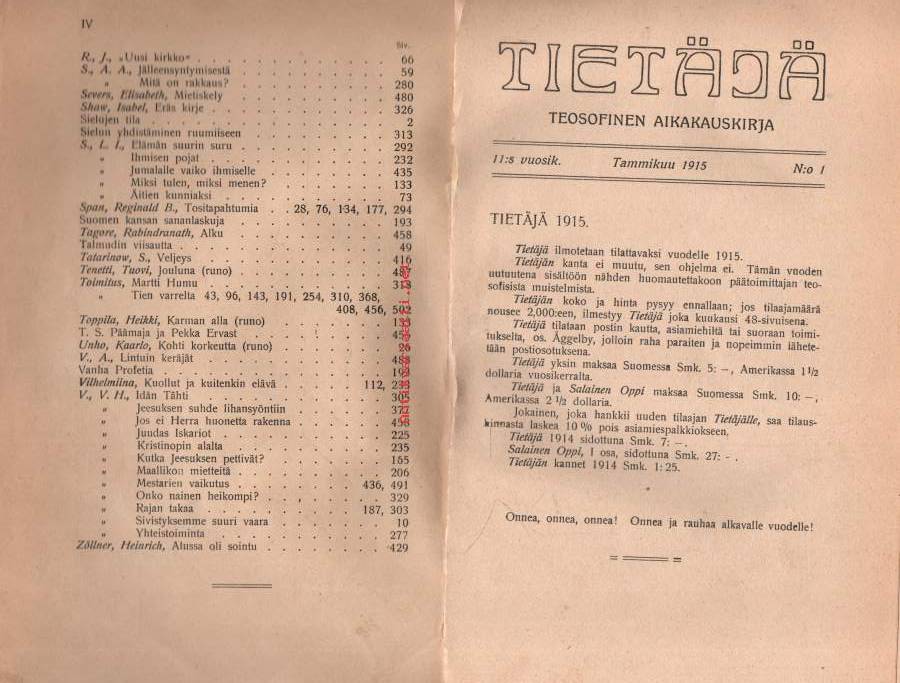 IV
Siv.
R., J., „Uusi kirkko“ . . . . . . . . . . 66
S., A. A., Jälleensyntymisestä . . . . . . . . 59
„ Mitä on rakkaus? . . . . . . . . 280
Severs, Elisabeth, Mietiskely . . . . . . . . 480
Shaw, Isabel, Eräs kirje . . . . . . . . . 326
Sielujen tila . . . . . . . . . . . . 2
Sielun yhdistäminen ruumiiseen . . . . . . . 313
S., L. I., Elämän suurin suru . . . . . . . . 292
„ Ihmisen pojat . . . . . . . . . 232
„ Jumalalle vaiko ihmiselle . . . . . . 435
„ Miksi tulen, miksi menen? . . . . . . 133
„ Äitien kunniaksi . . . . . . . . 73
Span, Reginald B., Tositapahtumia . . 28, 76, 134, 177, 294
Suomen kansan sananlaskuja . . . . . . . . 193
Tagore, Rabindranath, Alku . . . . . . . . 458
Talmudin viisautta . . . . . . . . . . 49
Tatarinow, S., Veljeys . . . . . . . . . 416
Tenetti, Tuovi, Jouluna (runo) . . . . . . . 487
Toimitus, Martti Humu . . . . . . . . . 313
„ Tien varrelta 43, 96, 143, 191, 254, 310, 368,
408, 456, 502
Toppila, Heikki, Karman alla (runo) . . . . . . 133
T. S. Päämaja ja Pekka Ervast . . . . . . .
Unho, Kaarlo, Kohti korkeutta (runo) . . . . . 26
V., A., Lintuin keräjät . . . . . . . . .
Vanha Profetia . . . . . . . . . . .
Vilhelmiina, Kuollut ja kuitenkin elävä . . . 112,
V., V. H., Idän Tähti . . . . . . . . . 305
„ Jeesuksen suhde lihansyöntiin . . . . . 377
„ Jos ei Herra huonetta rakenna . . . . .
„ Juudas Iskariot . . . . . . . . 225
„ Kristinopin alalta . . . . . . . . 235
„ Kutka Jeesuksen pettivät? . . . . . . 165
„ Maallikon mietteitä . . . . . . . . 206
„ Mestarien vaikutus . . . . . . . 436, 491
„ Onko nainen heikompi? . . . . . . . 329
„ Rajan takaa . . . . . . . . 187, 303
„ Sivistyksemme suuri vaara . . . . . . 10
„ Yhteistoiminta . . . . . . . . . 277
Zöllner, Heinrich, Alussa oli sointu . . . . . . 429
TIETÄJÄ
TEOSOFINEN AIKAKAUSKIRJA
11:s vuosik. Tammikuu 1915 N:o 1
TIETÄJÄ 1915.
Tietäjä ilmotetaan tilattavaksi vuodelle 1915.
Tietäjän kanta ei muutu, sen ohjelma ei. Tämän vuoden
uutuutena sisältöön nähden huomautettakoon päätoimittajan teo-
sofisista muistelmista.
Tietäjän koko ja hinta pysyy ennallaan; jos tilaajamäärä
nousee 2,000:een, ilmestyy Tietäjä joka kuukausi 48-sivuisena.
Tietäjä tilataan postin kautta, asiamiehiltä tai suoraan toimi-
tukselta, os. Åggelby, jolloin raha paraiten ja nopeimmin lähete-
tään postiosotuksena.
Tietäjä yksin maksaa Suomessa Smk. 5: –, Amerikassa 1 1/2
dollaria vuosikerralta.
Tietäjä ja Salainen Oppi maksaa Suomessa Smk. 10: –,
Amerikassa 2 1/2 dollaria.
Jokainen, joka hankkii uuden tilaajan Tietäjälle, saa tilaus-
hinnasta laskea 10 % pois asiamiespalkkiokseen.
Tietäjä 1914 sidottuna Smk. 7: –.
Salainen Oppi, I osa, sidottuna Smk. 27: – .
Tietäjän kannet 1914 Smk. 1: 25.
Onnea, onnea, onnea! Onnea ja rauhaa alkavalle vuodelle!